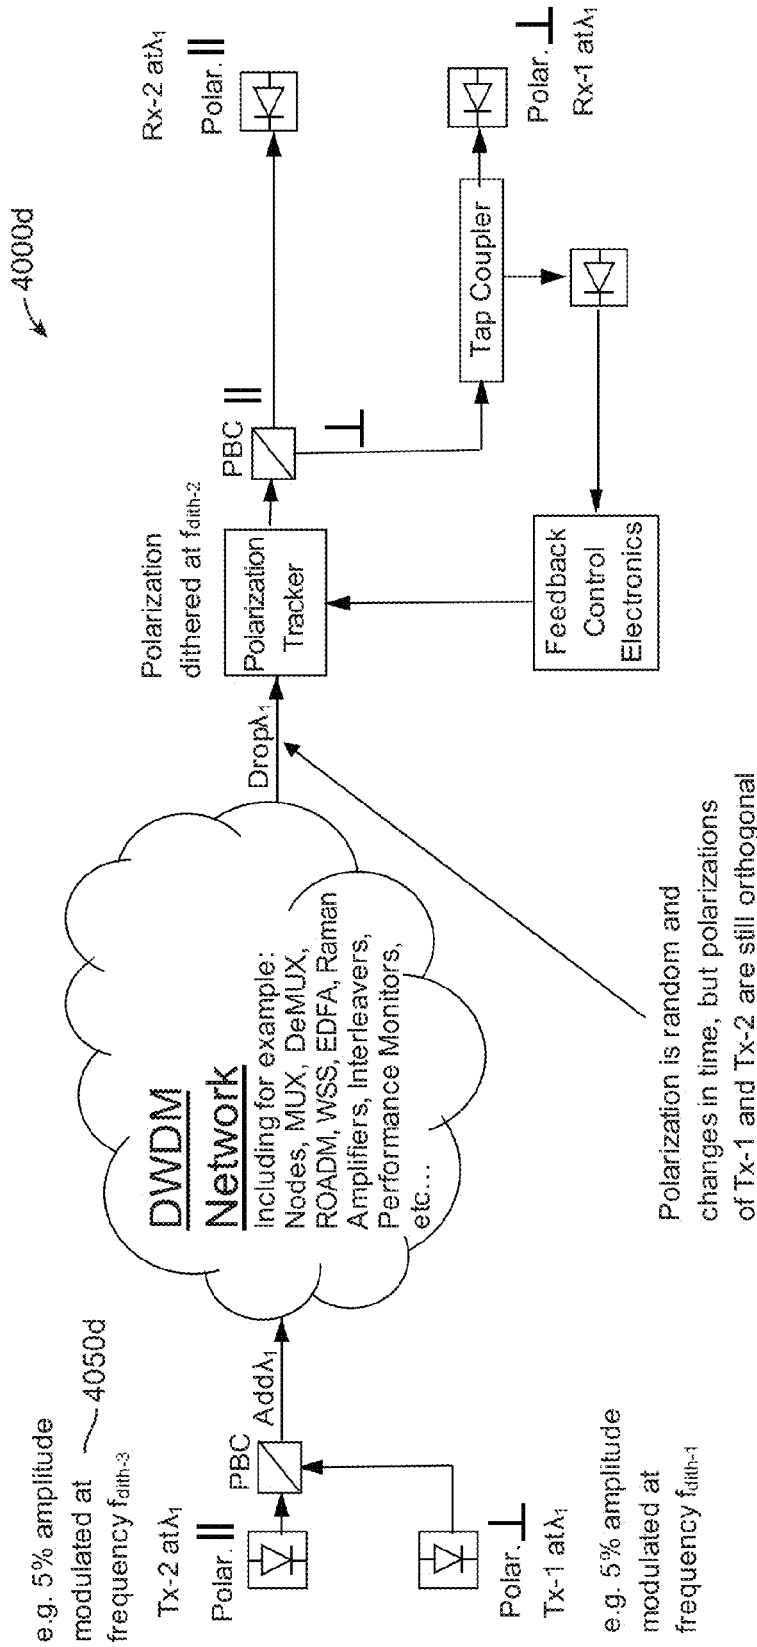 4000d
e.g. 5% amplitude
modulated at
frequency fdith-3
4050d
Tx-2 at λ1
Polar. ||
PBC
Add λ1
Polar. ⊥
Tx-1 at λ1
e.g. 5% amplitude
modulated at
frequency fdith-1
DWDM
Network
Including for example:
Nodes, MUX, DeMUX,
ROADM, WSS, EDFA, Raman
Amplifiers, Interleavers,
Performance Monitors,
etc....
Drop λ1
Polarization is random and
changes in time, but polarizations
of Tx-1 and Tx-2 are still orthogonal
Polarization
dithered at fdith-2
Polarization
Tracker
PBC
||
⊥
Feedback
Control
Electronics
Tap Coupler
Rx-2 at λ1
Polar. ||
Polar. ⊥
Rx-1 at λ1